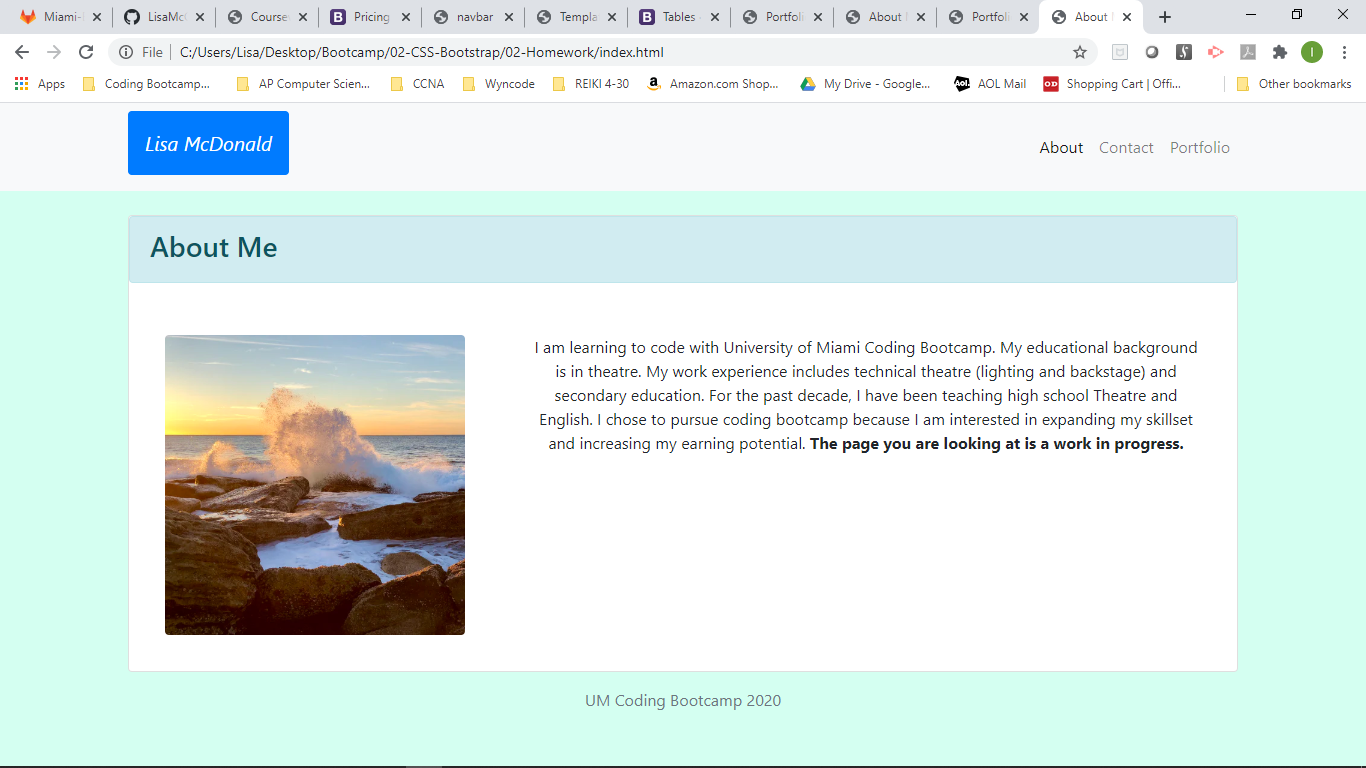 Miami-
LisaMc
Course
Pricing
navbar
Templa
Tables
Portfoli
About
Portfoli
About
File
C:/Users/Lisa/Desktop/Bootcamp/02-CSS-Bootstrap/02-Homework/index.html
I
Apps
Coding Bootcamp...
AP Computer Scien...
CCNA
Wyncode
REIKI 4-30
Amazon.com Shop...
My Drive - Google...
AOL Mail
Shopping Cart | Offi...
Other bookmarks
Lisa McDonald
About
Contact
Portfolio
About Me
I am learning to code with University of Miami Coding Bootcamp. My educational background
is in theatre. My work experience includes technical theatre (lighting and backstage) and
secondary education. For the past decade, I have been teaching high school Theatre and
English. I chose to pursue coding bootcamp because I am interested in expanding my skillset
and increasing my earning potential. The page you are looking at is a work in progress.
UM Coding Bootcamp 2020